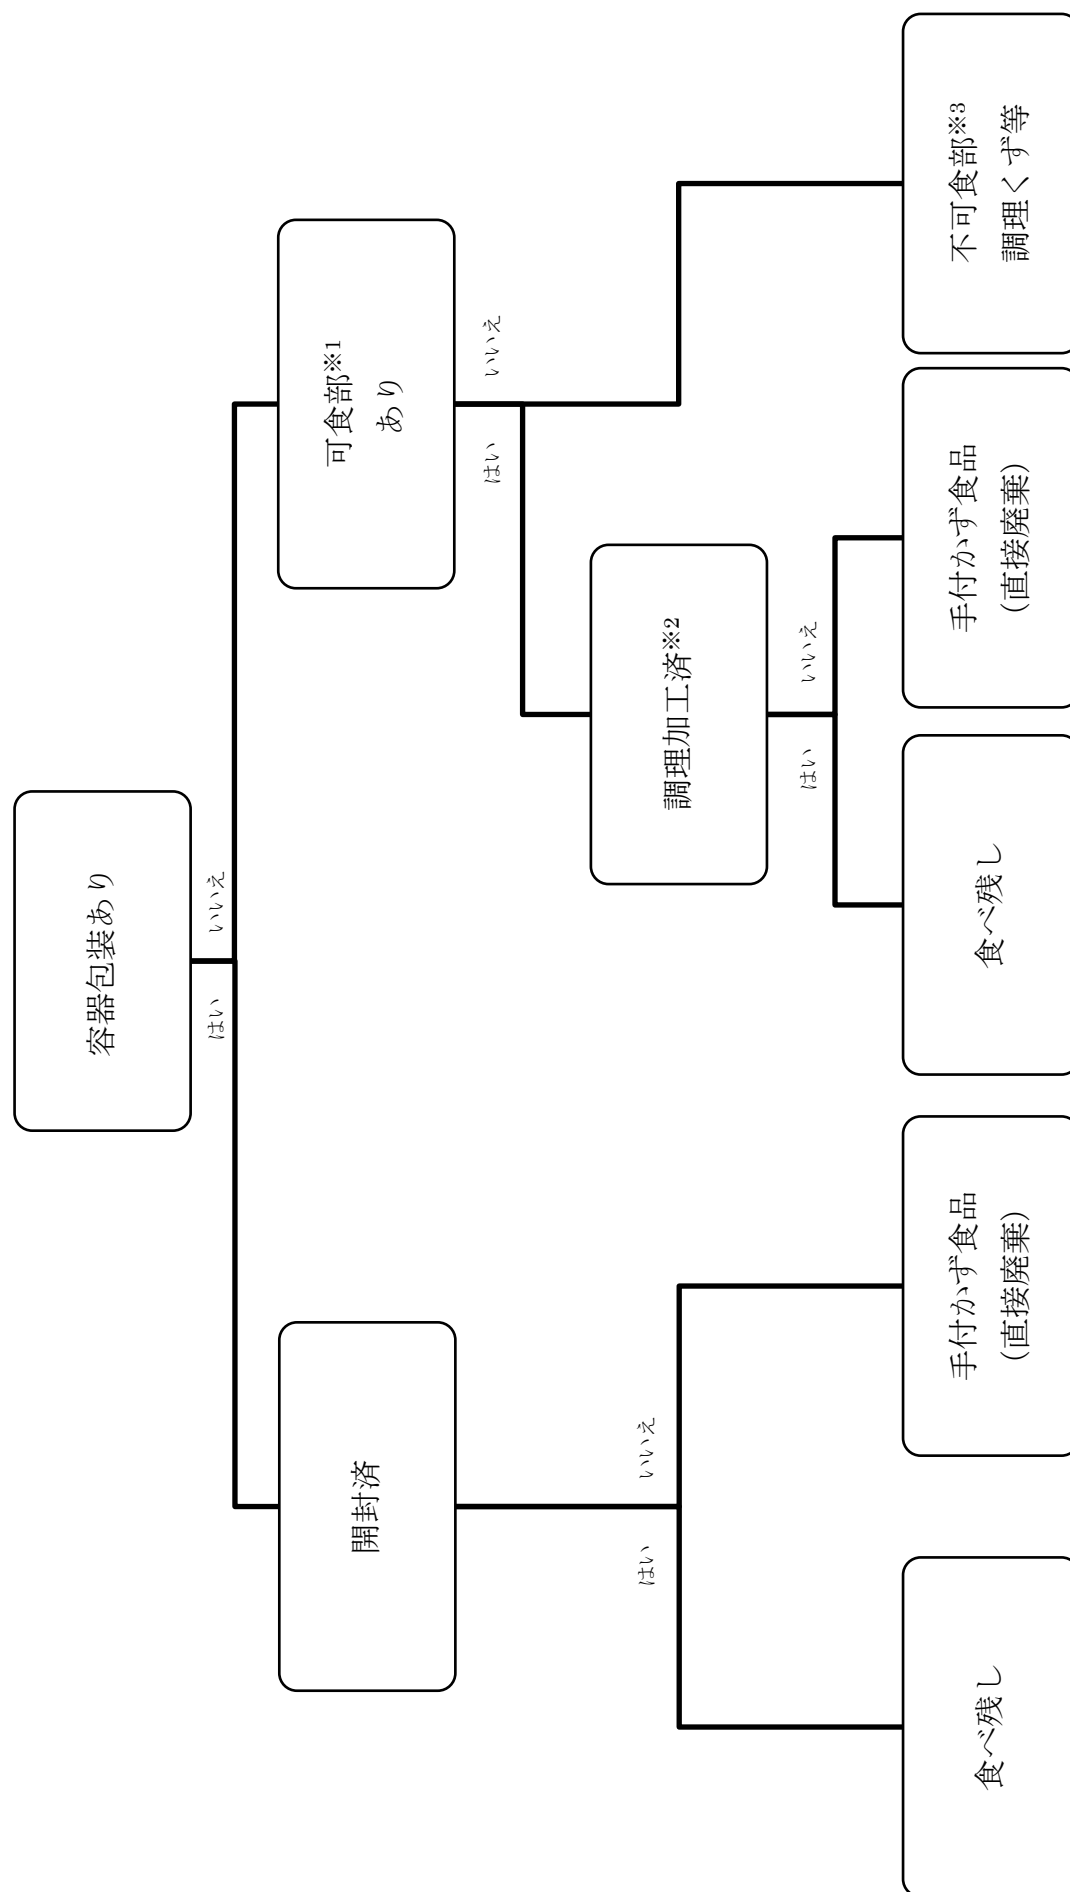 容器包装あり
はい
いいえ
開封済
可食部※1
あり
はい
いいえ
はい
いいえ
調理加工済※2
はい
いいえ
食べ残し
手付かず食品
(直接廃棄)
食べ残し
手付かず食品
(直接廃棄)
不可食部※3
調理くず等